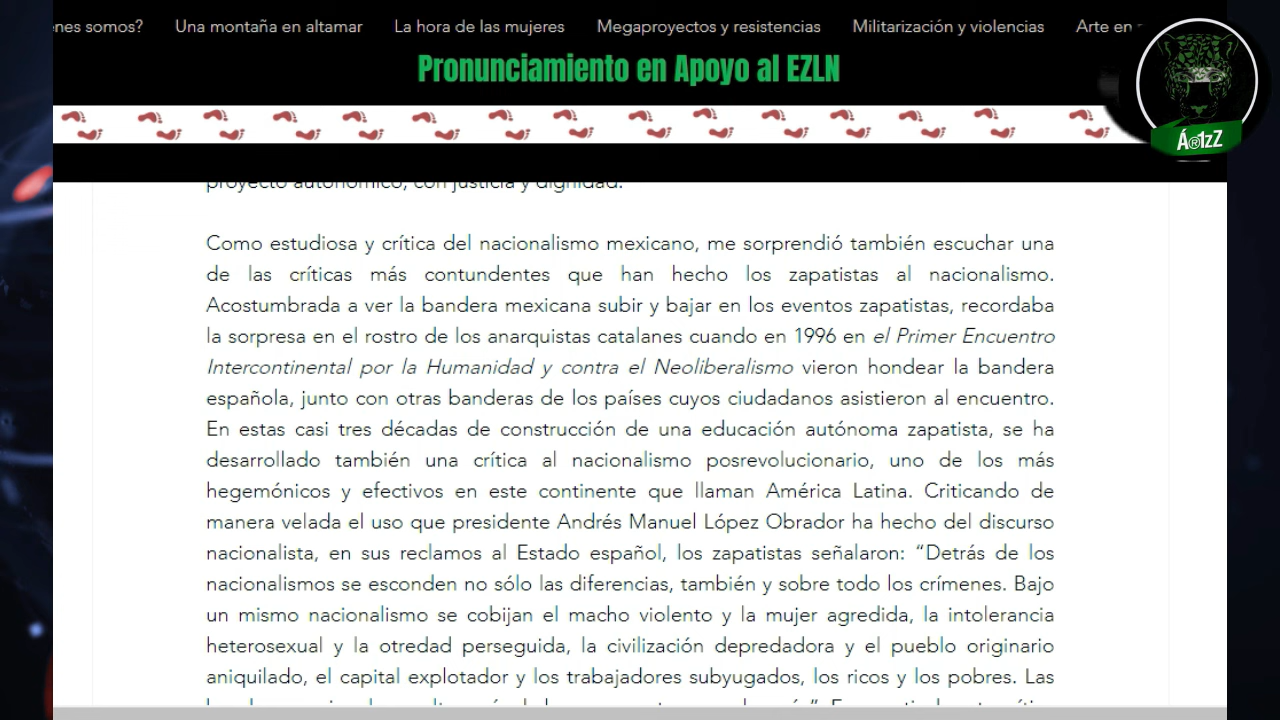 enes somos? Una montaña en altamar La hora de las mujeres Megaproyectos y resistencias Militarización y violencias Arte en
Pronunciamiento en Apoyo al EZLN
Á®1zZ
proyecto autonómico, con justicia y dignidad.
Como estudiosa y crítica del nacionalismo mexicano, me sorprendió también escuchar una
de las críticas más contundentes que han hecho los zapatistas al nacionalismo.
Acostumbrada a ver la bandera mexicana subir y bajar en los eventos zapatistas, recordaba
la sorpresa en el rostro de los anarquistas catalanes cuando en 1996 en el Primer Encuentro
Intercontinental por la Humanidad y contra el Neoliberalismo vieron hondear la bandera
española, junto con otras banderas de los países cuyos ciudadanos asistieron al encuentro.
En estas casi tres décadas de construcción de una educación autónoma zapatista, se ha
desarrollado también una crítica al nacionalismo posrevolucionario, uno de los más
hegemónicos y efectivos en este continente que llaman América Latina. Criticando de
manera velada el uso que presidente Andrés Manuel López Obrador ha hecho del discurso
nacionalista, en sus reclamos al Estado español, los zapatistas señalaron: “Detrás de los
nacionalismos se esconden no sólo las diferencias, también y sobre todo los crímenes. Bajo
un mismo nacionalismo se cobijan el macho violento y la mujer agredida, la intolerancia
heterosexual y la otredad perseguida, la civilización depredadora y el pueblo originario
aniquilado, el capital explotador y los trabajadores subyugados, los ricos y los pobres. Las